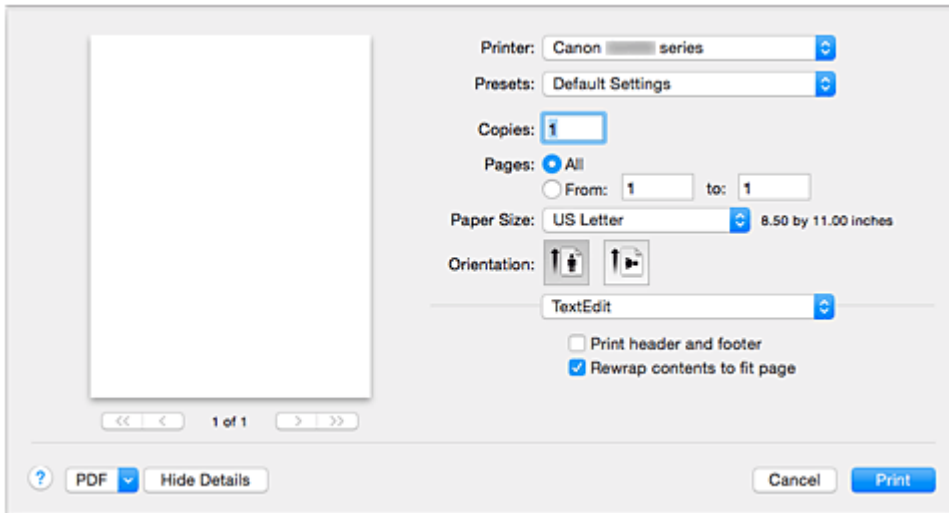 Printer: Canon series
Presets: Default Settings
Copies: 1
Pages: All
From: 1 to: 1
Paper Size: US Letter 8.50 by 11.00 inches
Orientation:
TextEdit
Print header and footer
Rewrap contents to fit page
<< < 1 of 1 > >>
? PDF Hide Details Cancel Print